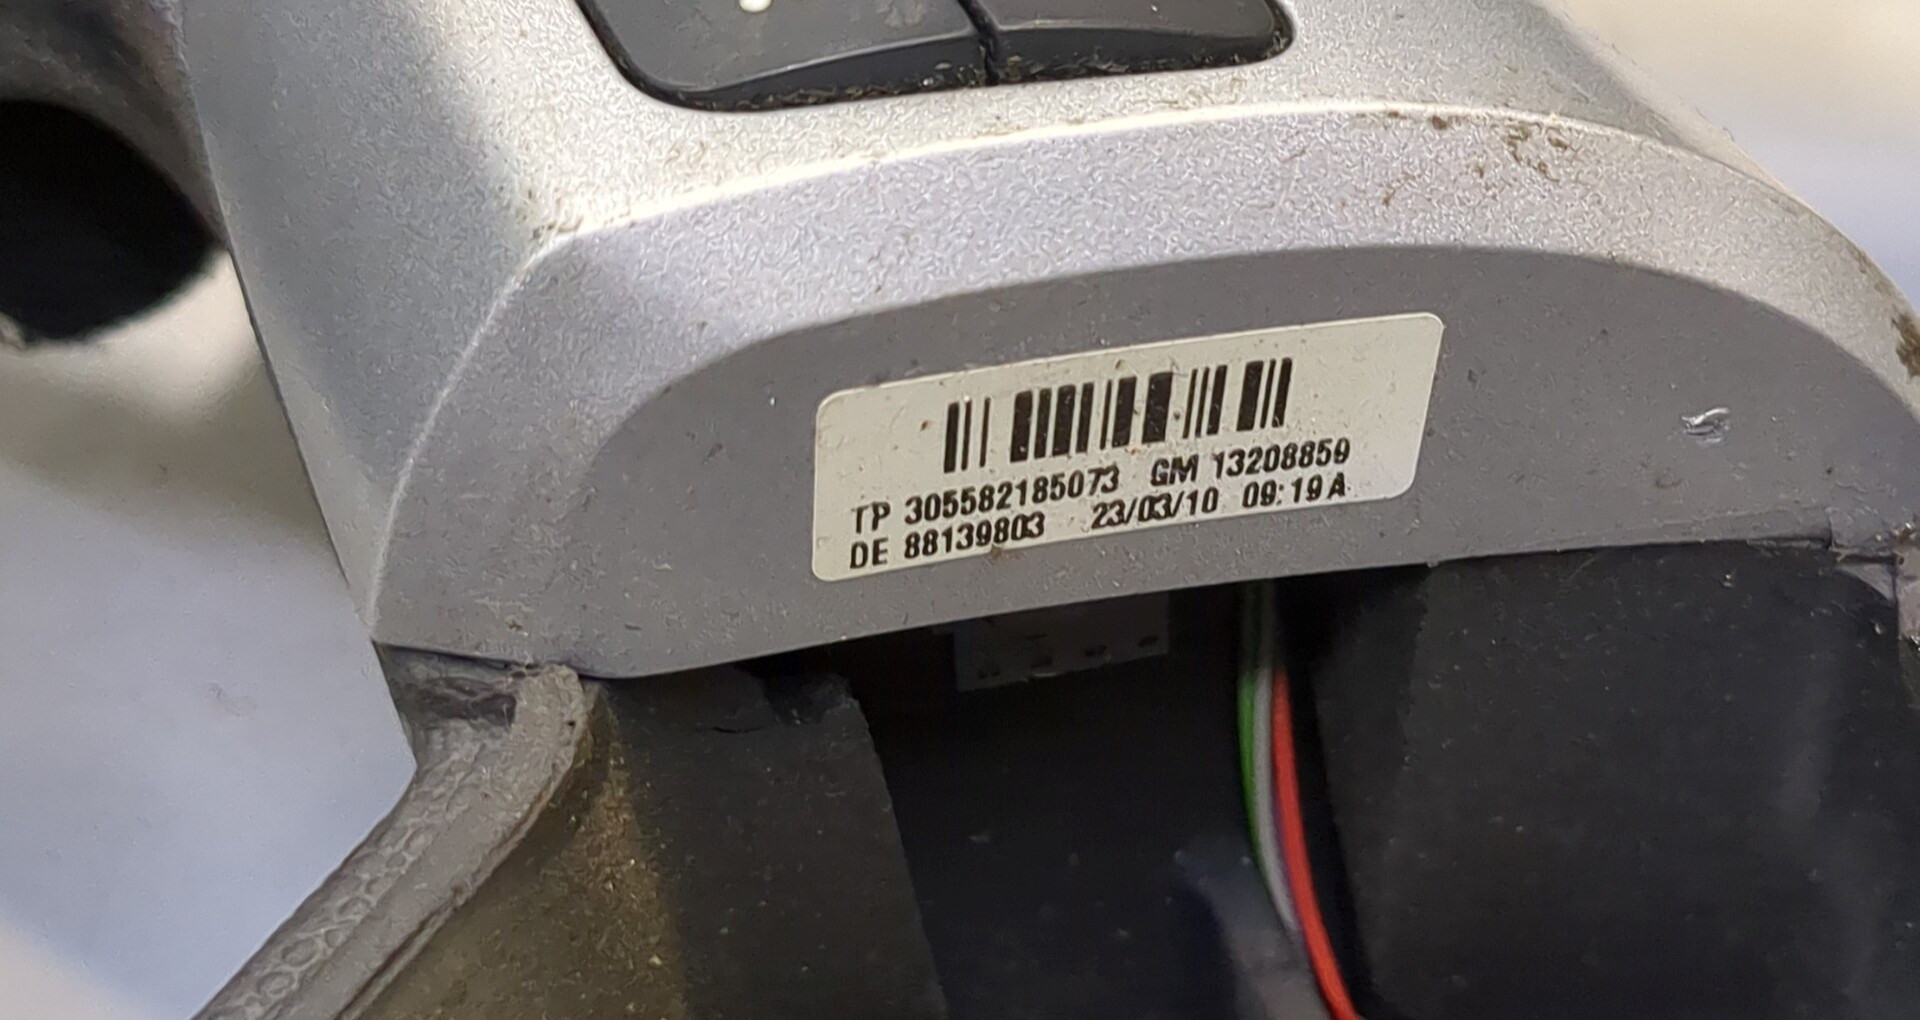 TP 305582185073 GM 13208859
DE 88139803 23/03/10 09:19 A